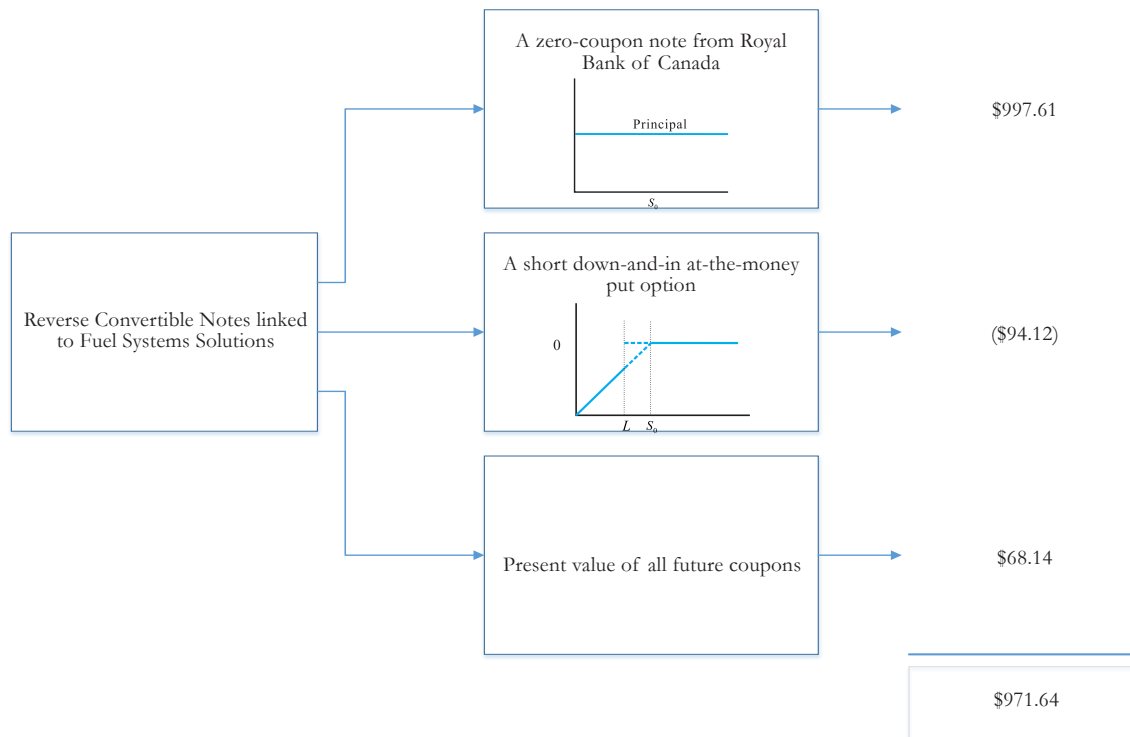 A zero-coupon note from Royal
Bank of Canada
Principal
S₀
$997.61
Reverse Convertible Notes linked
to Fuel Systems Solutions
A short down-and-in at-the-money
put option
0
L S₀
($94.12)
Present value of all future coupons
$68.14
$971.64